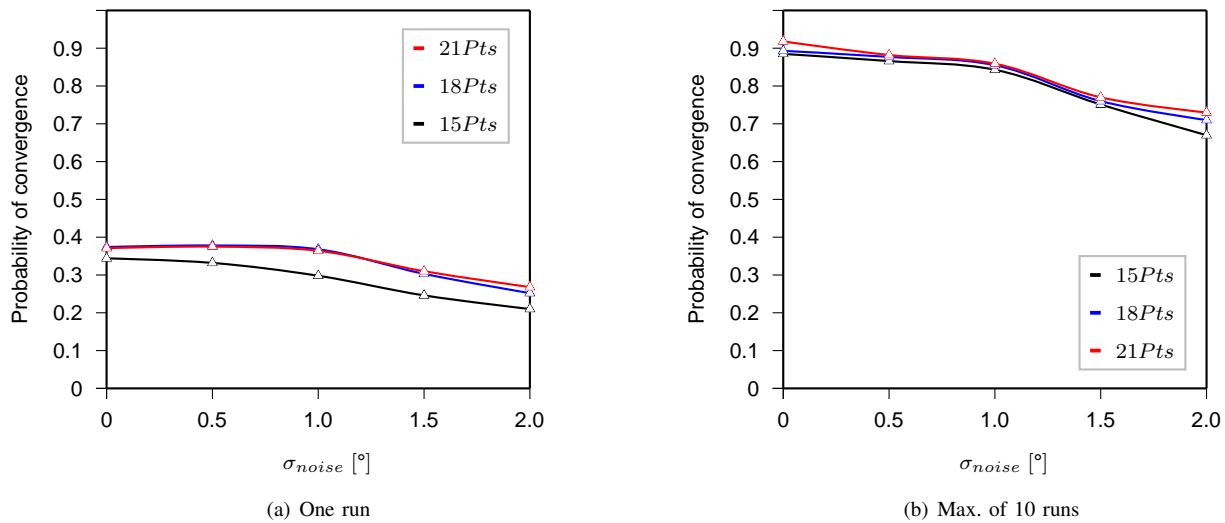 Probability of convergence
0.9
0.8
0.7
0.6
0.5
0.4
0.3
0.2
0.1
0
0 0.5 1.0 1.5 2.0
σnoise [°]
21Pts
18Pts
15Pts
(a) One run
Probability of convergence
0.9
0.8
0.7
0.6
0.5
0.4
0.3
0.2
0.1
0
0 0.5 1.0 1.5 2.0
σnoise [°]
15Pts
18Pts
21Pts
(b) Max. of 10 runs